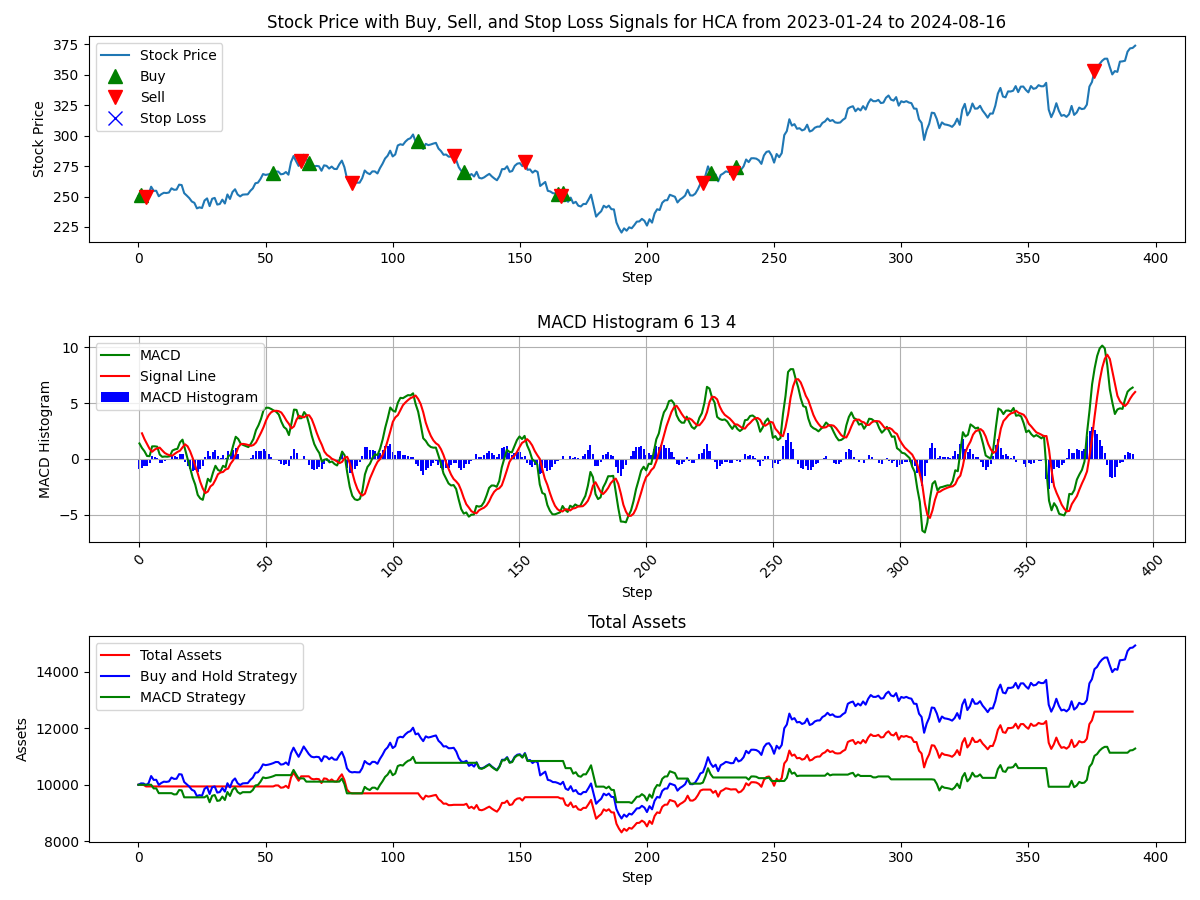 Stock Price with Buy, Sell, and Stop Loss Signals for HCA from 2023-01-24 to 2024-08-16
Stock Price
375
350
325
300
275
250
225
Stock Price
Buy
Sell
Stop Loss
0 50 100 150 200 250 300 350 400
Step
MACD Histogram 6 13 4
MACD Histogram
10
5
0
−5
MACD
Signal Line
MACD Histogram
0 50 100 150 200 250 300 350 400
Step
Total Assets
Assets
14000
12000
10000
8000
Total Assets
Buy and Hold Strategy
MACD Strategy
0 50 100 150 200 250 300 350 400
Step